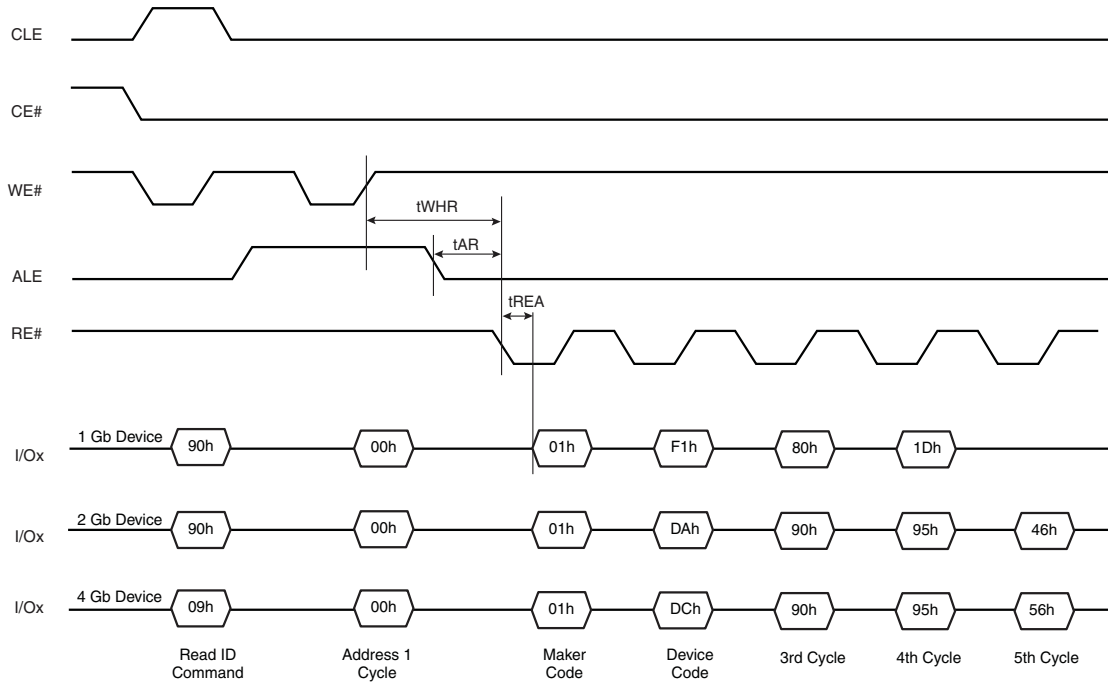 CLE
CE#
WE#
tWHR
tAR
ALE
tREA
RE#
1 Gb Device
I/Ox 90h 00h 01h F1h 80h 1Dh
2 Gb Device
I/Ox 90h 00h 01h DAh 90h 95h 46h
4 Gb Device
I/Ox 09h 00h 01h DCh 90h 95h 56h
Read ID Command
Address 1 Cycle
Maker Code
Device Code
3rd Cycle
4th Cycle
5th Cycle